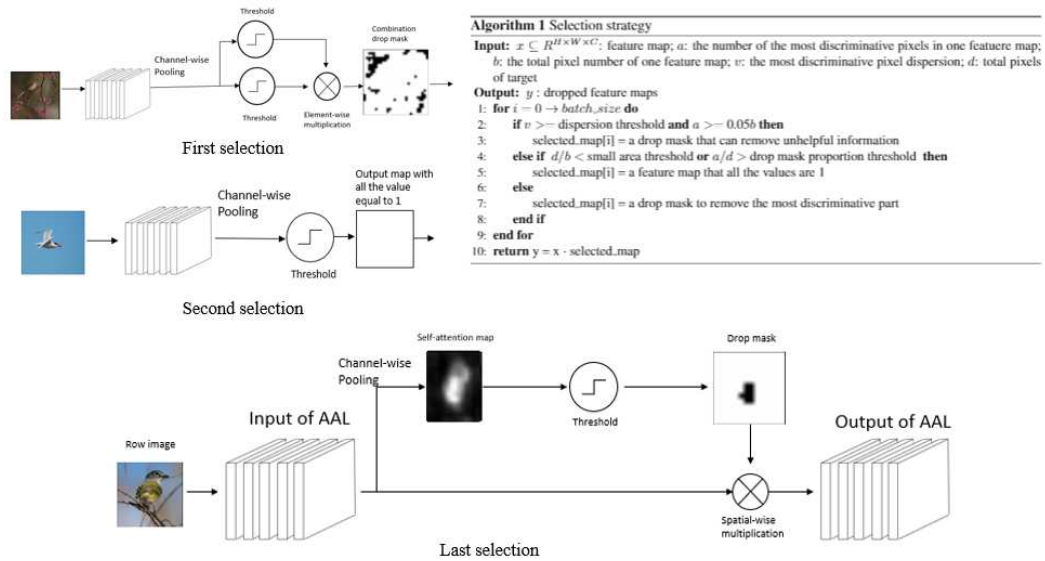 Threshold
Channel-wise
Pooling
Threshold
Element-wise
multiplication
Combination
drop mask
First selection
Channel-wise
Pooling
Threshold
Output map with
all the value
equal to 1
Second selection
Algorithm 1 Selection strategy
Input: x ⊆ R^{H×W×C}: feature map; a: the number of the most discriminative pixels in one featuere map;
b: the total pixel number of one feature map; v: the most discriminative pixel dispersion; d: total pixels
of target
Output: y : dropped feature maps
1: for i = 0 → batch_size do
2: if v >= dispersion threshold and a >= 0.05b then
3: selected_map[i] = a drop mask that can remove unhelpful information
4: else if d/b < small area threshold or a/d > drop mask proportion threshold then
5: selected_map[i] = a feature map that all the values are 1
6: else
7: selected_map[i] = a drop mask to remove the most discriminative part
8: end if
9: end for
10: return y = x · selected_map
Row image
Input of AAL
Channel-wise
Pooling
Self-attention map
Threshold
Drop mask
Spatial-wise
multiplication
Output of AAL
Last selection